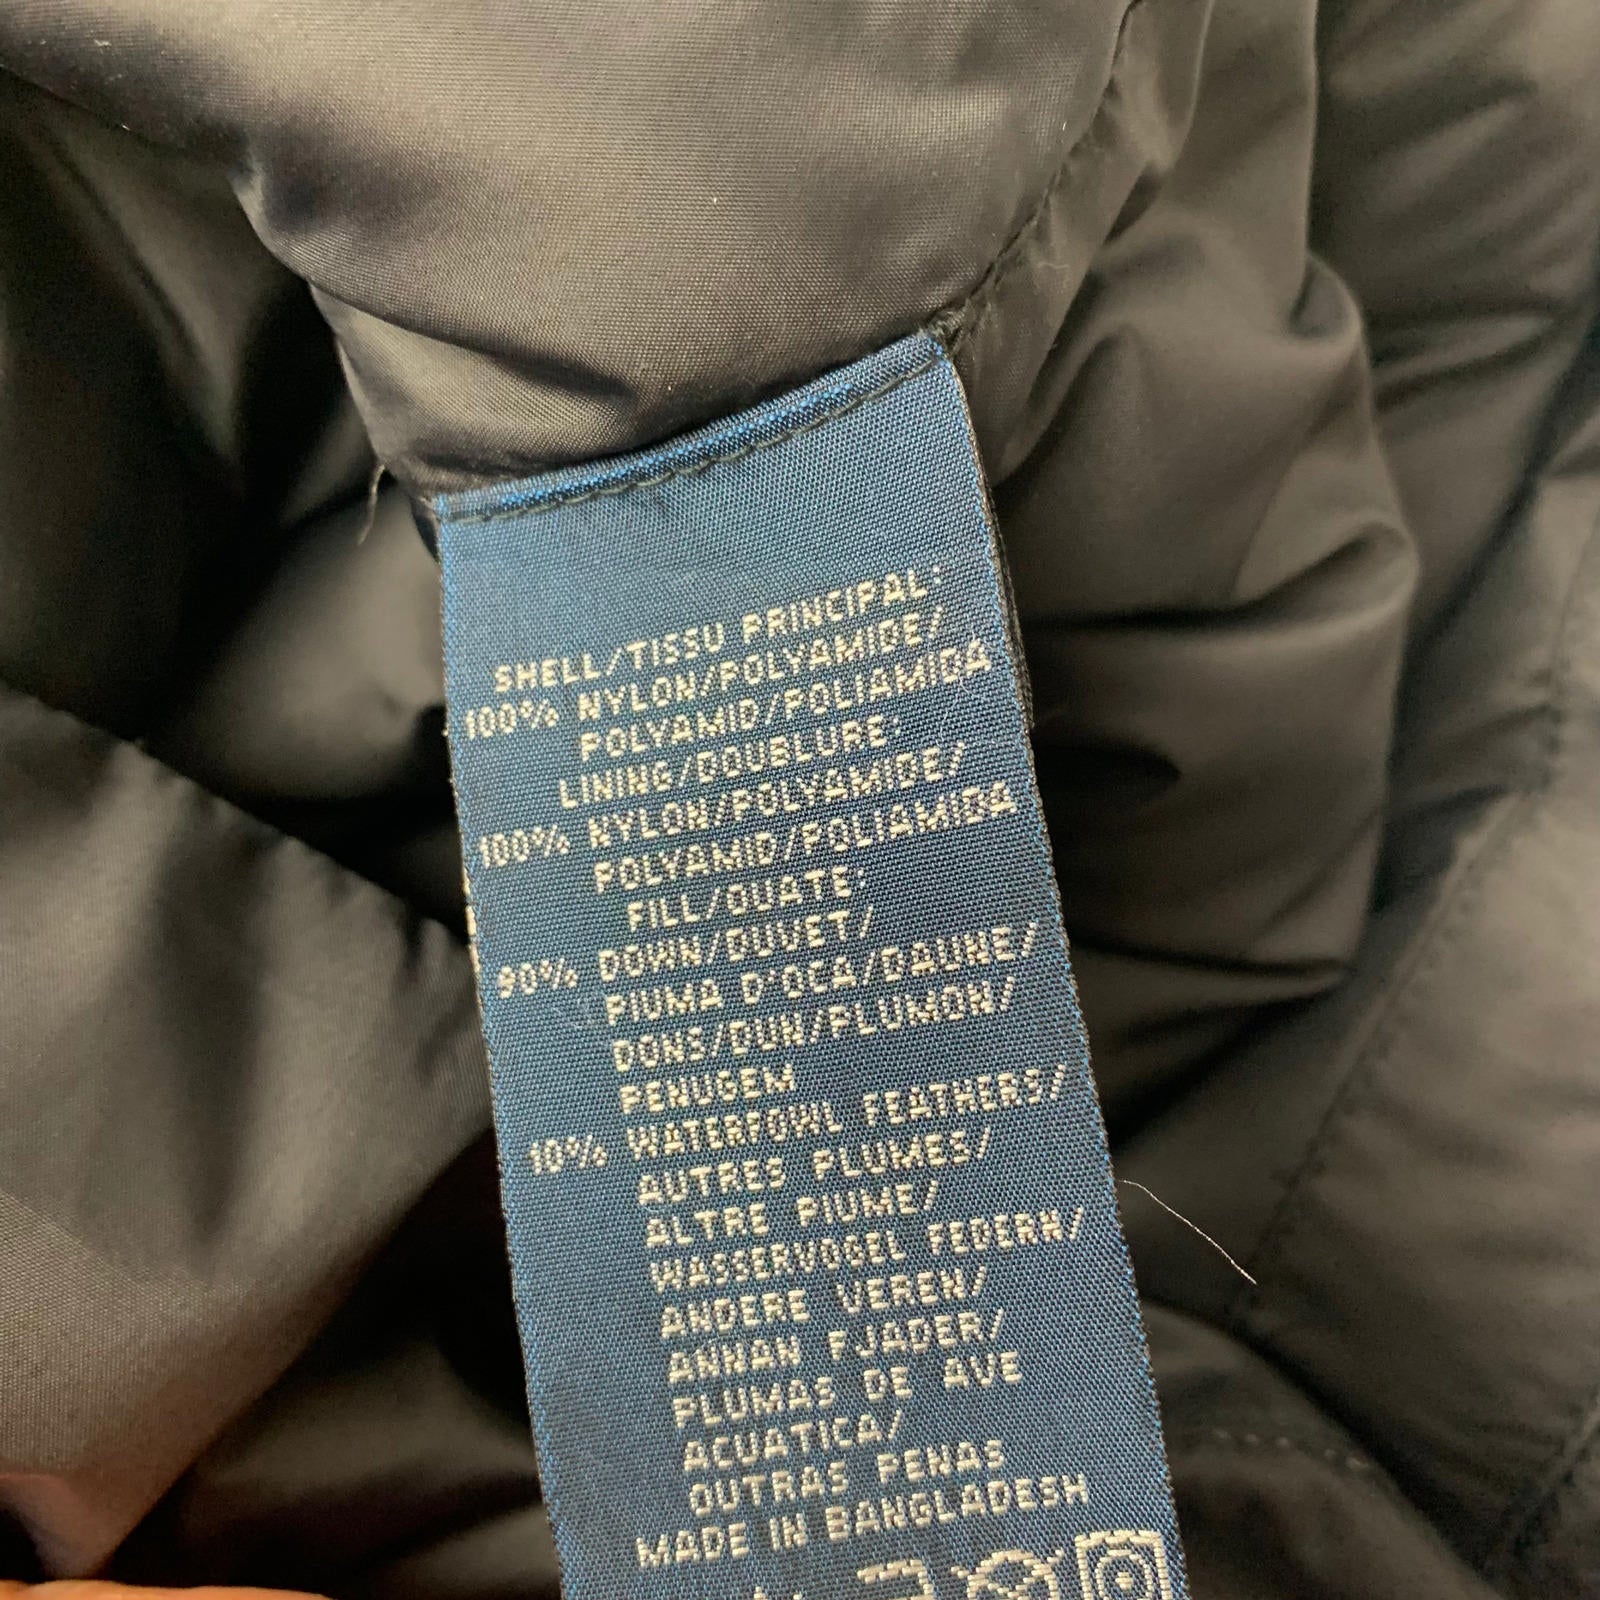 SHELL/TISSU PRINCIPAL:
100% NYLON/POLYAMIDE/
POLYAMID/POLIAMIDA
LINING/DOUBLURE:
100% NYLON/POLYAMIDE/
POLYAMID/POLIAMIDA
FILL/OUATE:
90% DOWN/DUVET/
PIUMA D'OCA/DAUNE/
DONS/DUN/PLUMON/
PENUGEM
10% WATERFOWL FEATHERS/
AUTRES PLUMES/
ALTRE PIUME/
WASSERVOGEL FEDERN/
ANDERE VEREN/
ANNAN FJADER/
PLUMAS DE AVE
ACUATICA/
OUTRAS PENAS
MADE IN BANGLADESH